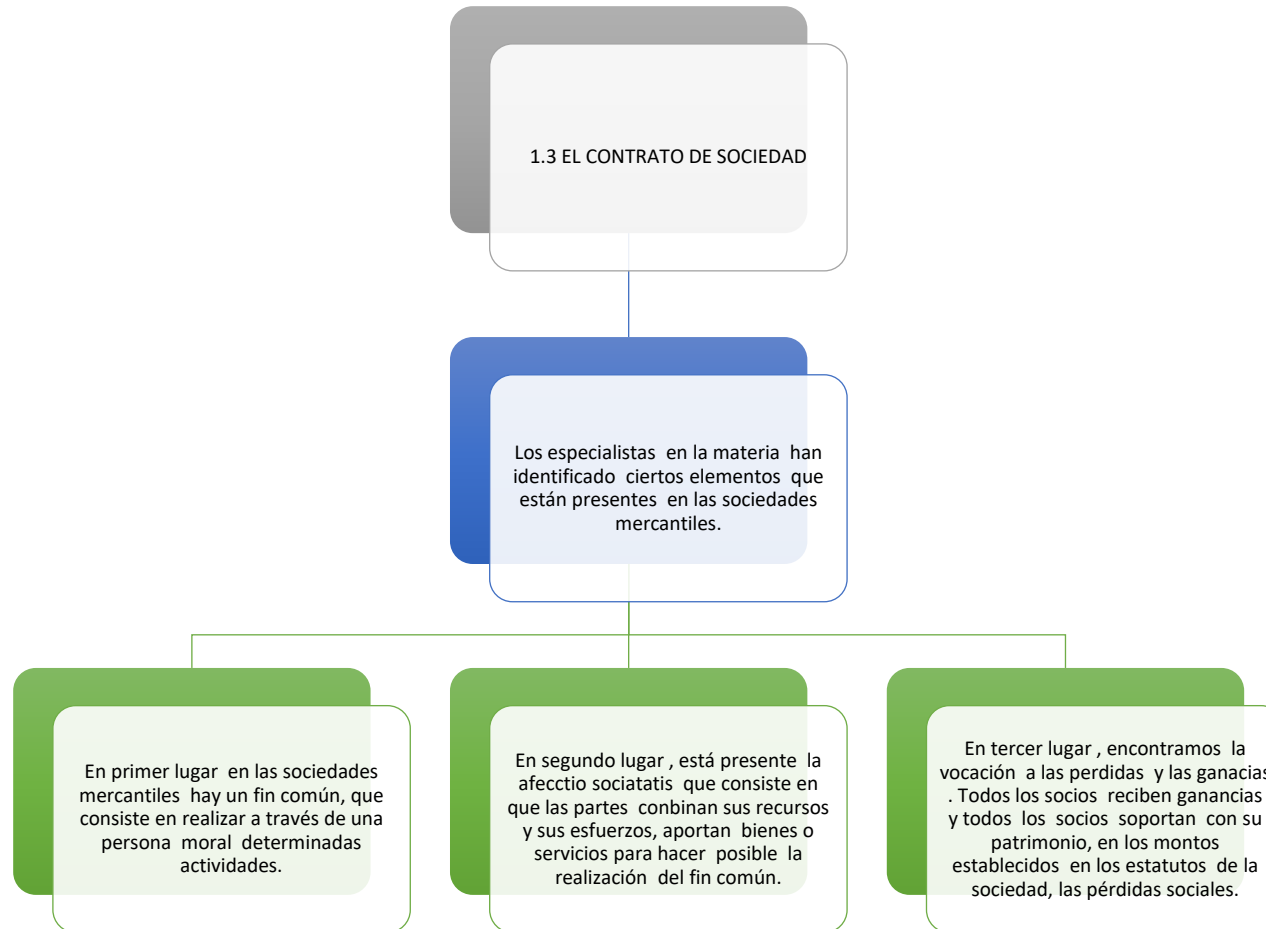 1.3 EL CONTRATO DE SOCIEDAD
Los especialistas en la materia han
identificado ciertos elementos que
están presentes en las sociedades
mercantiles.
En primer lugar en las sociedades
mercantiles hay un fin común, que
consiste en realizar a través de una
persona moral determinadas
actividades.
En segundo lugar , está presente la
afecctio sociatatis que consiste en
que las partes conbinan sus recursos
y sus esfuerzos, aportan bienes o
servicios para hacer posible la
realización del fin común.
En tercer lugar , encontramos la
vocación a las perdidas y las ganacias
. Todos los socios reciben ganancias
y todos los socios soportan con su
patrimonio, en los montos
establecidos en los estatutos de la
sociedad, las pérdidas sociales.